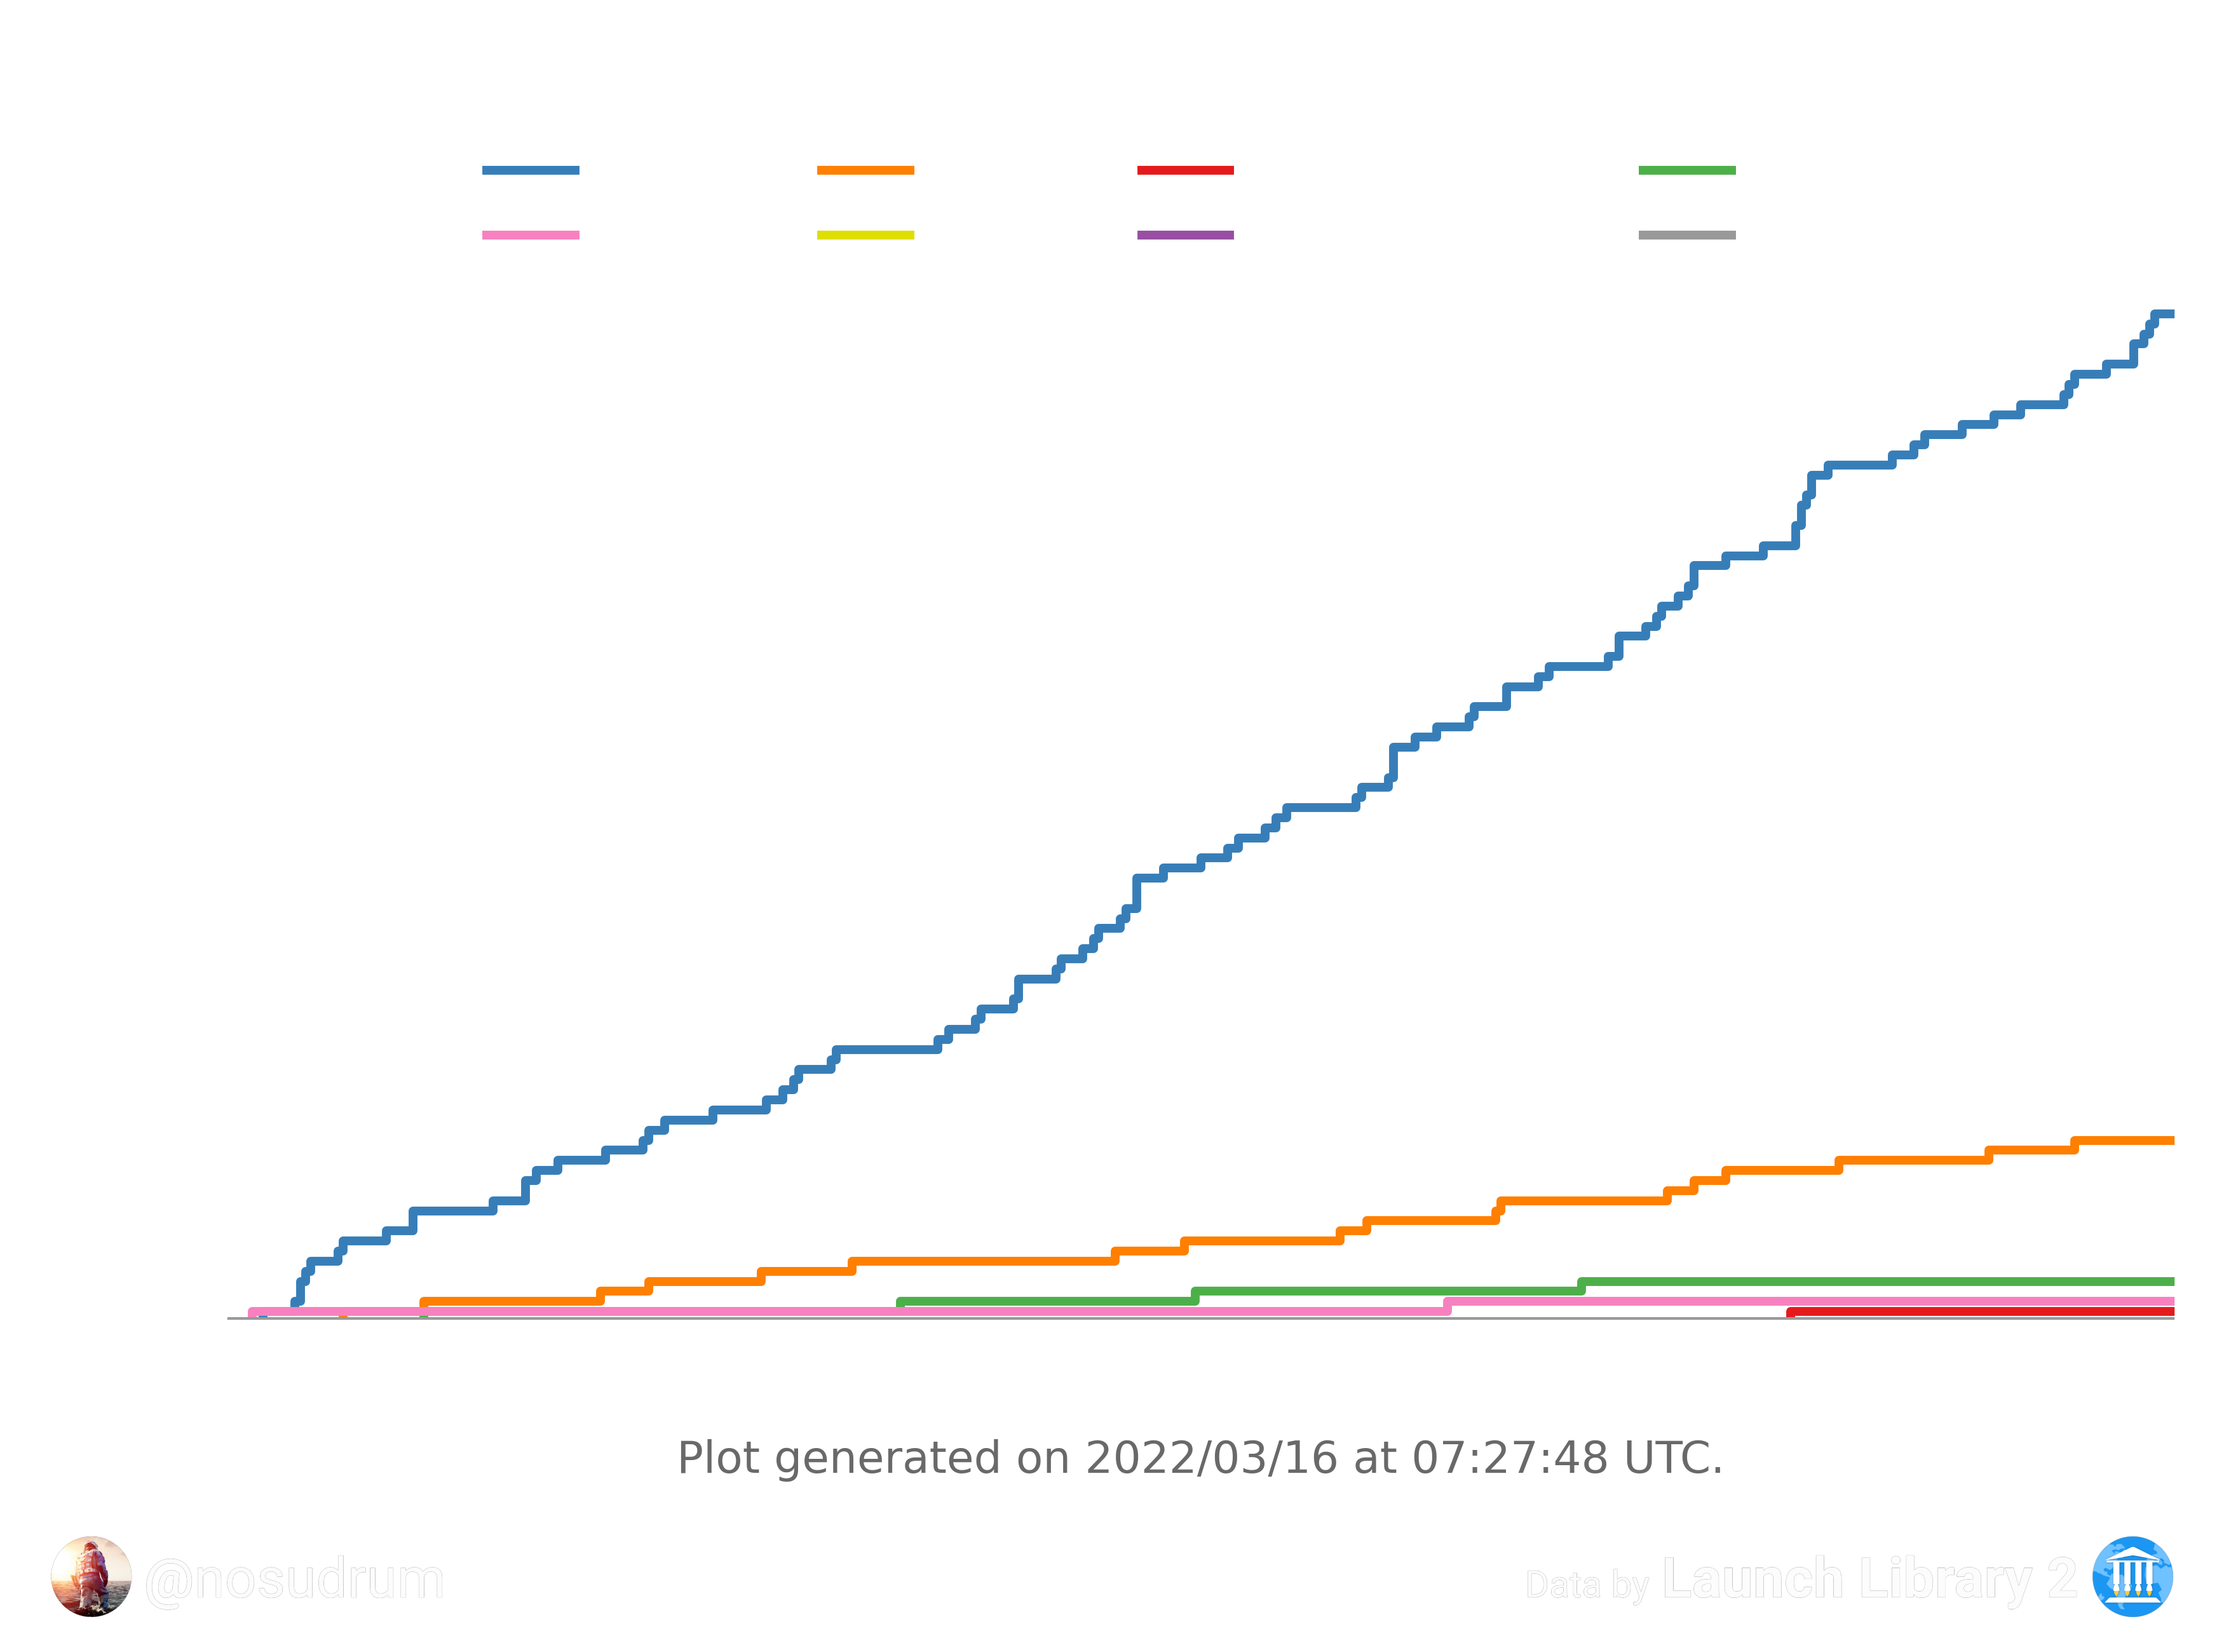 Plot generated on 2022/03/16 at 07:27:48 UTC.
@nosudrum
Data by Launch Library 2